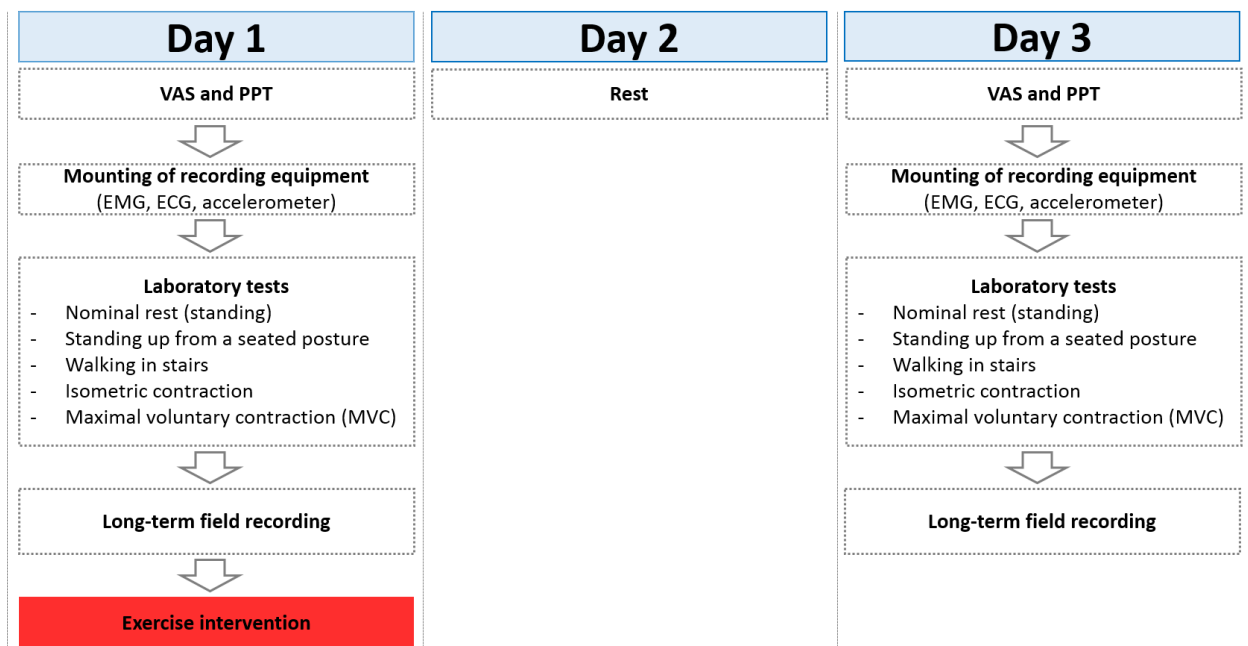 Day 1
VAS and PPT
Mounting of recording equipment
(EMG, ECG, accelerometer)
Laboratory tests
- Nominal rest (standing)
- Standing up from a seated posture
- Walking in stairs
- Isometric contraction
- Maximal voluntary contraction (MVC)
Long-term field recording
Exercise intervention
Day 2
Rest
Day 3
VAS and PPT
Mounting of recording equipment
(EMG, ECG, accelerometer)
Laboratory tests
- Nominal rest (standing)
- Standing up from a seated posture
- Walking in stairs
- Isometric contraction
- Maximal voluntary contraction (MVC)
Long-term field recording